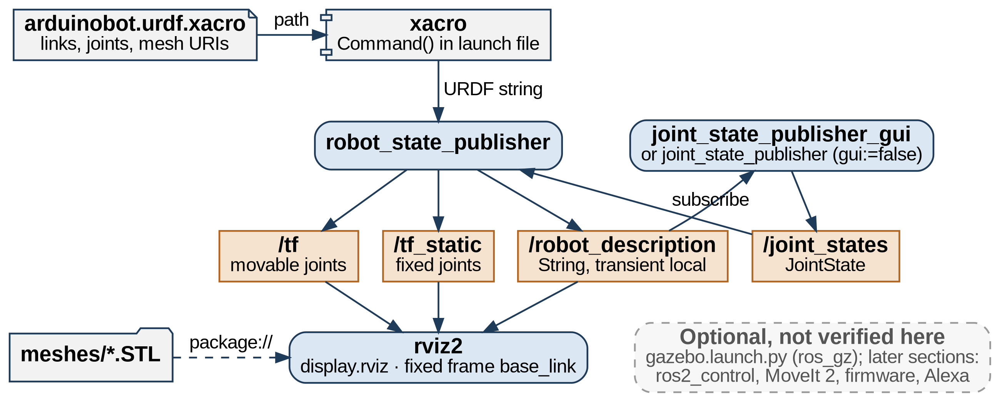 arduinobot.urdf.xacro
links, joints, mesh URIs
path
xacro
Command() in launch file
URDF string
robot_state_publisher
joint_state_publisher_gui
or joint_state_publisher (gui:=false)
subscribe
/tf
movable joints
/tf_static
fixed joints
/robot_description
String, transient local
/joint_states
JointState
meshes/*.STL
package://
rviz2
display.rviz · fixed frame base_link
Optional, not verified here
gazebo.launch.py (ros_gz); later sections:
ros2_control, MoveIt 2, firmware, Alexa